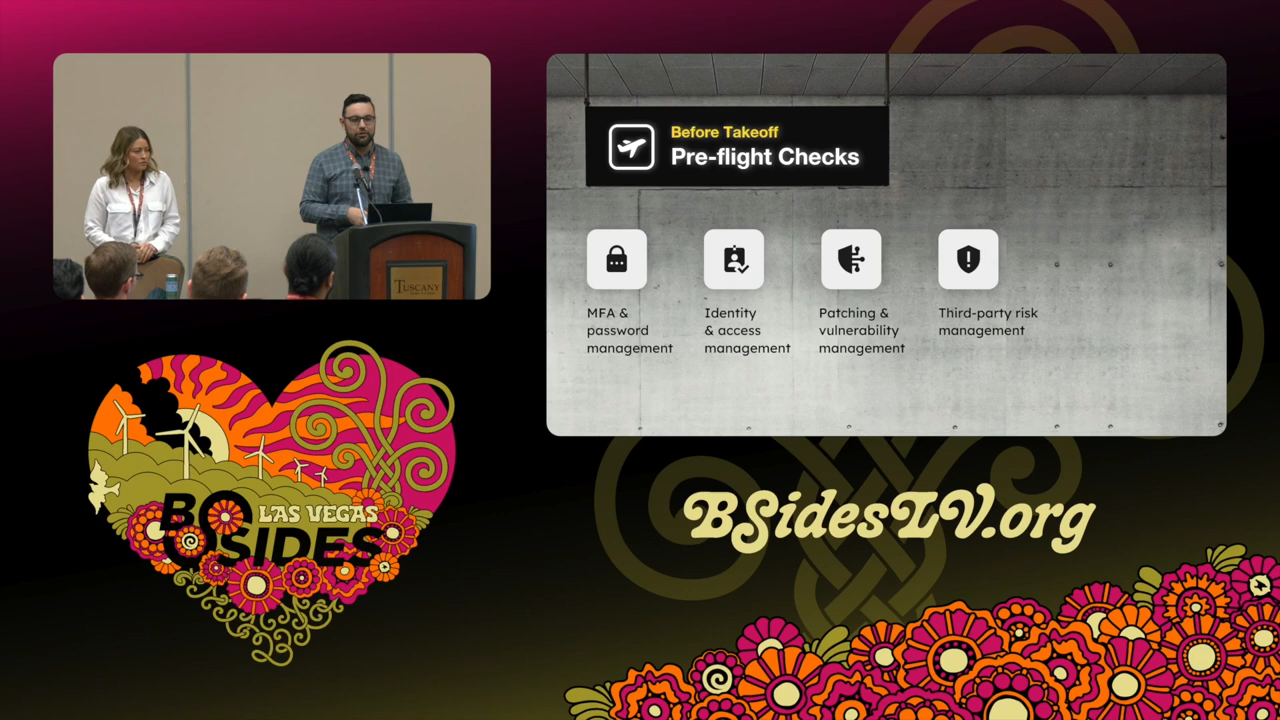 Before Takeoff
Pre-flight Checks
MFA &
password
management
Identity
& access
management
Patching &
vulnerability
management
Third-party risk
management
TUSCANY
BSIDES
LAS VEGAS
BSidesLV.org